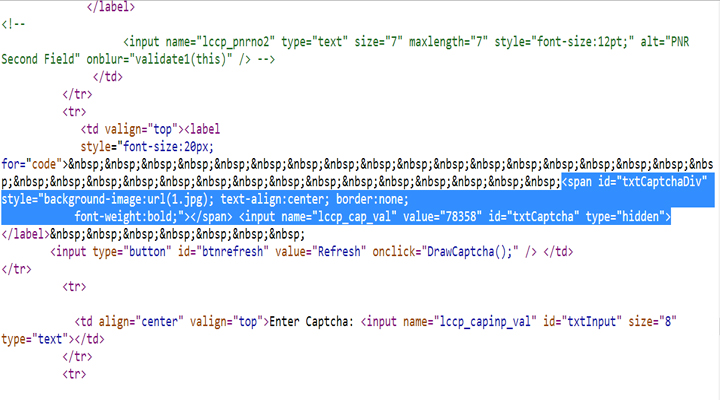 </label>
<!--
<input name="lccp_pnrno2" type="text" size="7" maxlength="7" style="font-size:12pt;" alt="PNR
Second Field" onblur="validate1(this)" /> -->
</td>
</tr>
<tr>
<td valign="top"><label
style="font-size:20px;
for="code">&nbsp;&nbsp;&nbsp;&nbsp;&nbsp;&nbsp;&nbsp;&nbsp;&nbsp;&nbsp;&nbsp;&nbsp;&nbsp;&nbsp;&nbsp;&nbsp;&nbsp;&nbs
p;&nbsp;&nbsp;&nbsp;&nbsp;&nbsp;&nbsp;&nbsp;&nbsp;&nbsp;&nbsp;&nbsp;&nbsp;&nbsp;&nbsp;&nbsp;<span id="txtCaptchaDiv"
style="background-image:url(1.jpg); text-align:center; border:none;
font-weight:bold;"></span> <input name="lccp_cap_val" value="78358" id="txtCaptcha" type="hidden">
</label>&nbsp;&nbsp;&nbsp;&nbsp;&nbsp;&nbsp;&nbsp;
<input type="button" id="btnrefresh" value="Refresh" onclick="DrawCaptcha();" /> </td>
</tr>
<tr>
<td align="center" valign="top">Enter Captcha: <input name="lccp_capinp_val" id="txtInput" size="8"
type="text"></td>
</tr>
<tr>